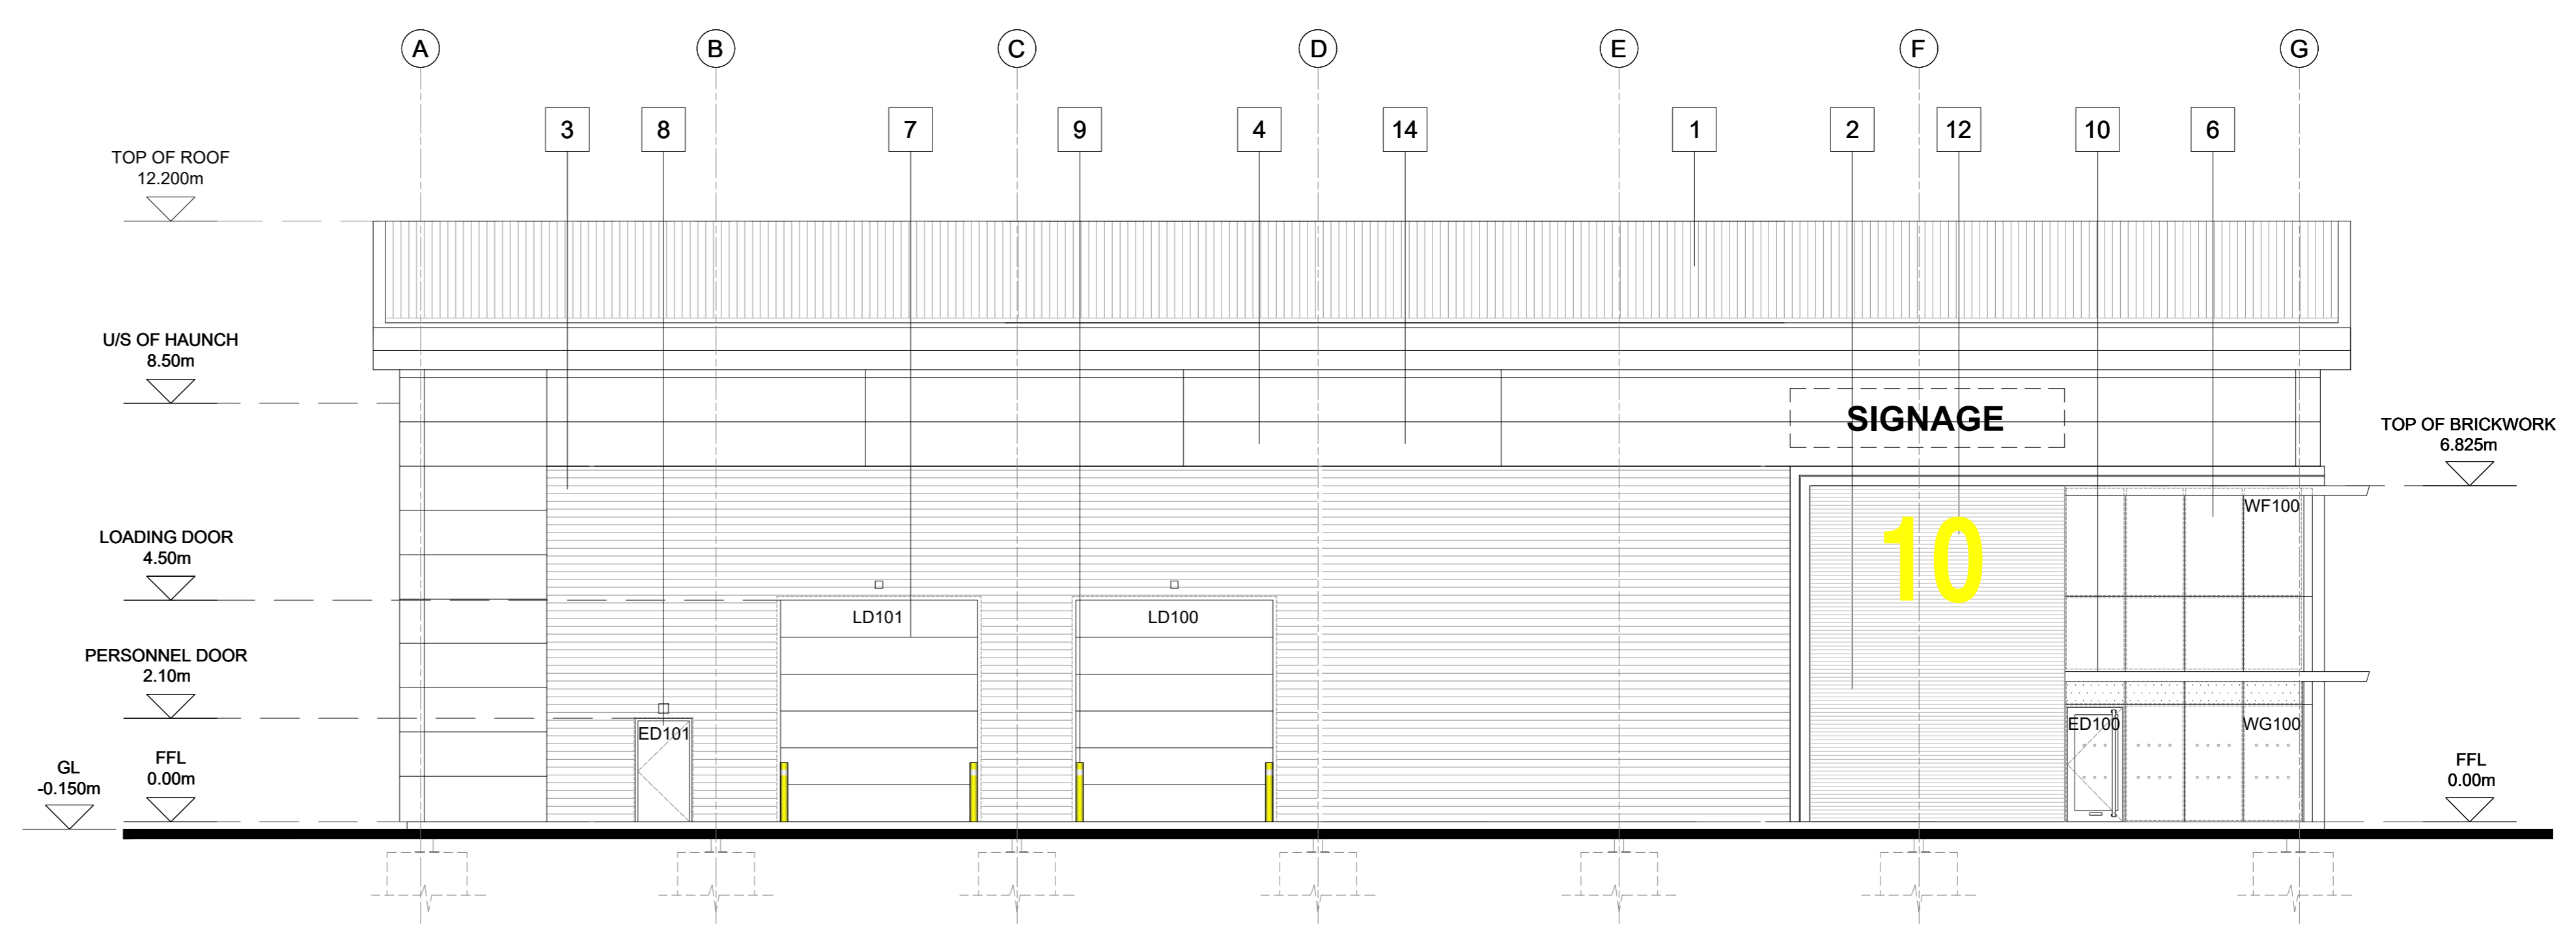 A B C D E F G
3 8 7 9 4 14 1 2 12 10 6
TOP OF ROOF
12.200m
U/S OF HAUNCH
8.50m
SIGNAGE
TOP OF BRICKWORK
6.825m
WF100
10
LOADING DOOR
4.50m
LD101 LD100
PERSONNEL DOOR
2.10m
ED101 ED100 WG100
GL
-0.150m
FFL
0.00m
FFL
0.00m